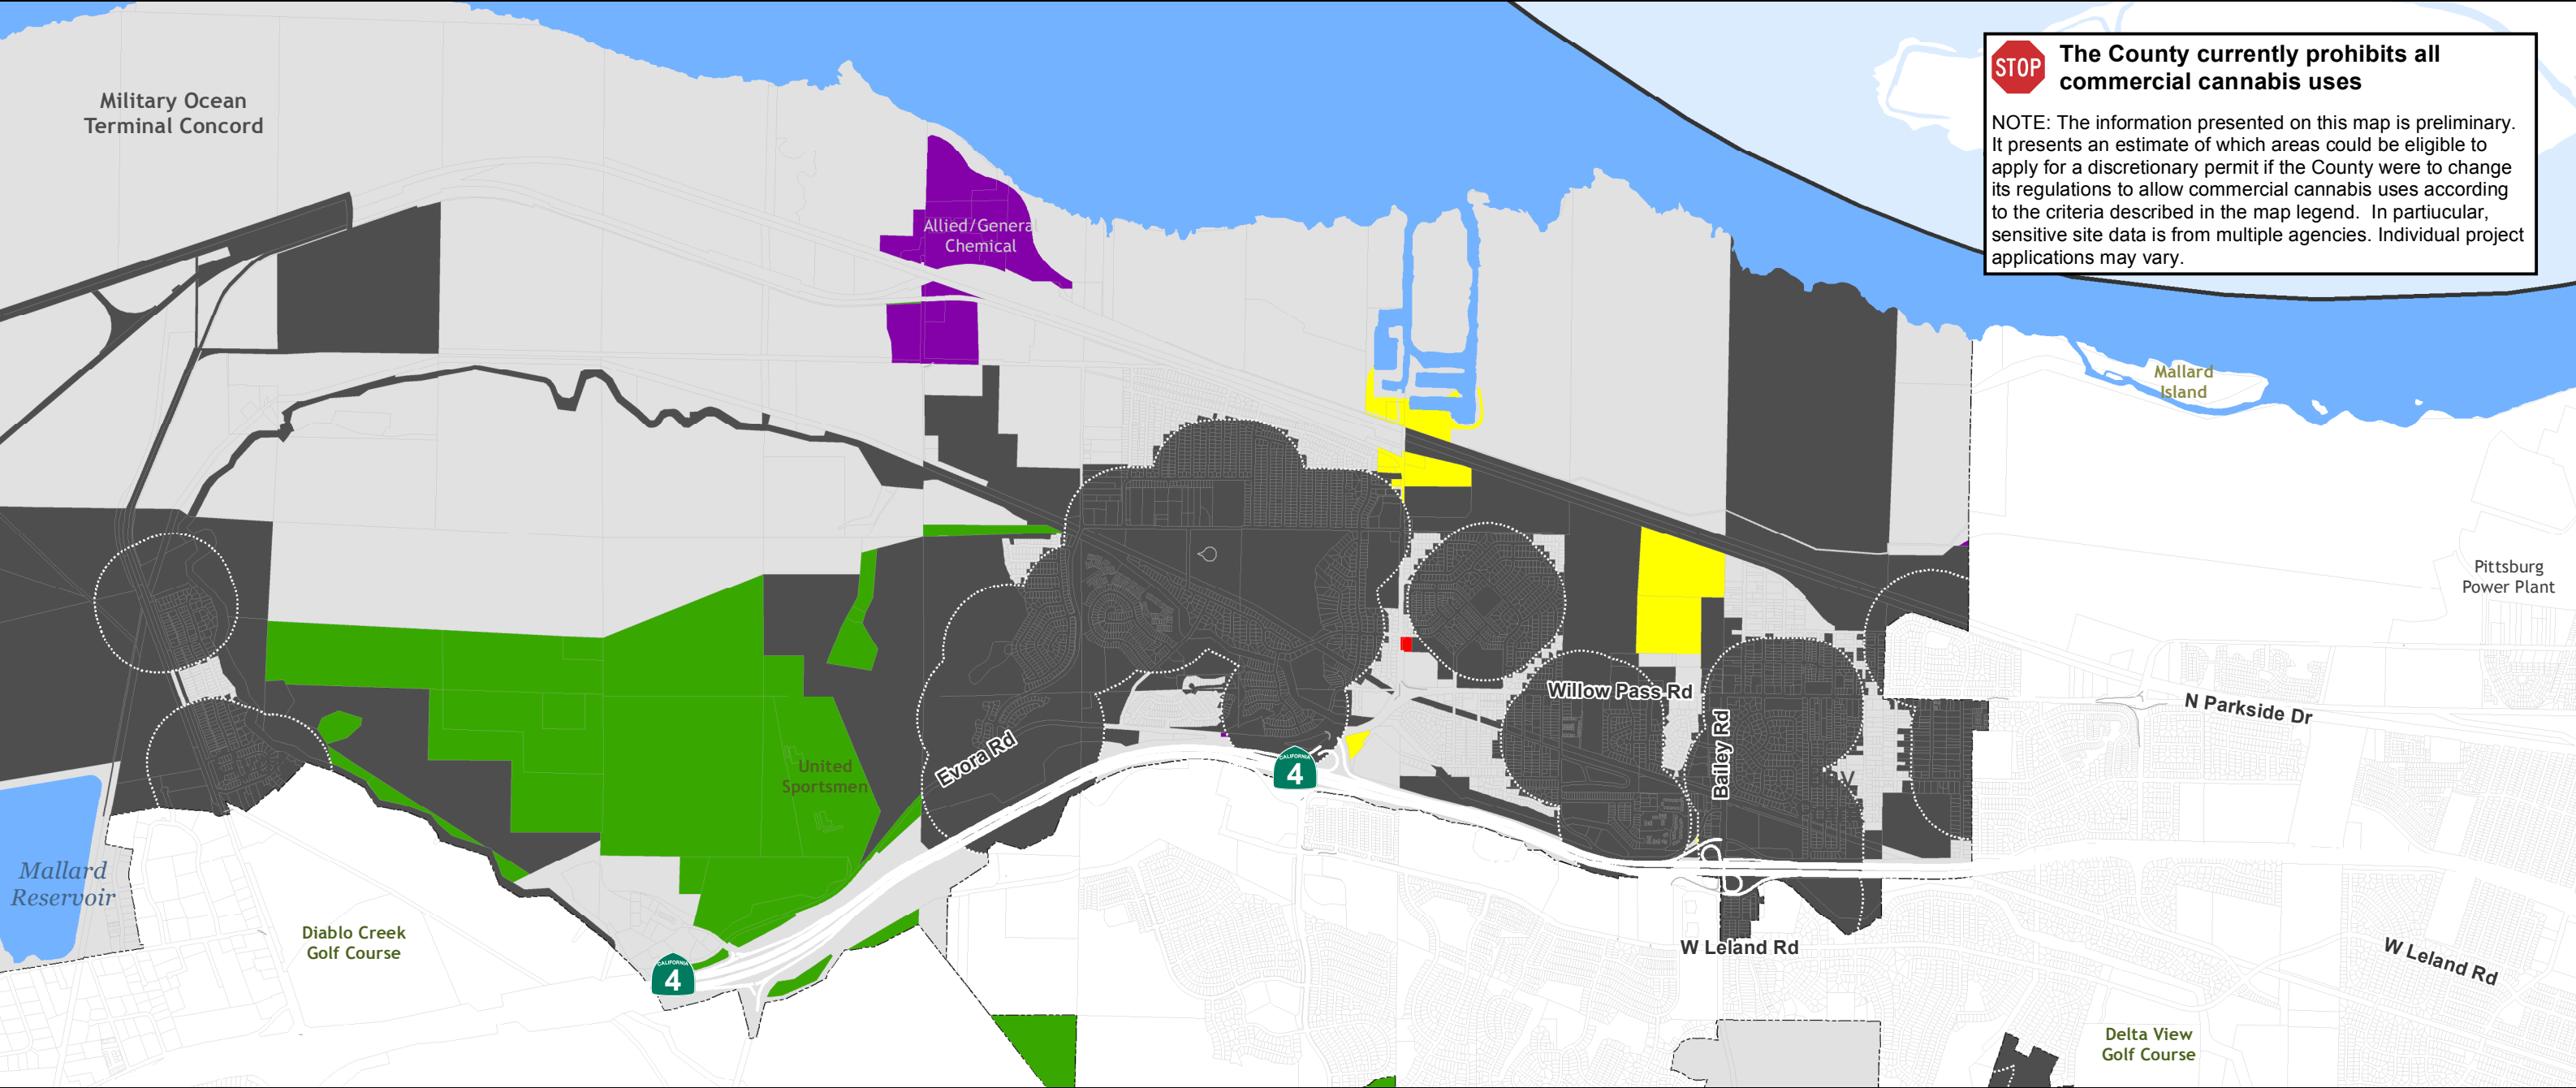 Military Ocean
Terminal Concord
STOP
The County currently prohibits all
commercial cannabis uses
NOTE: The information presented on this map is preliminary.
It presents an estimate of which areas could be eligible to
apply for a discretionary permit if the County were to change
its regulations to allow commercial cannabis uses according
to the criteria described in the map legend. In partiucular,
sensitive site data is from multiple agencies. Individual project
applications may vary.
Allied/General
Chemical
Mallard
Island
Pittsburg
Power Plant
Willow Pass Rd
N Parkside Dr
Bailey Rd
Evora Rd
United
Sportsmen
CALIFORNIA
4
Mallard
Reservoir
Diablo Creek
Golf Course
CALIFORNIA
4
W Leland Rd
W Leland Rd
Delta View
Golf Course